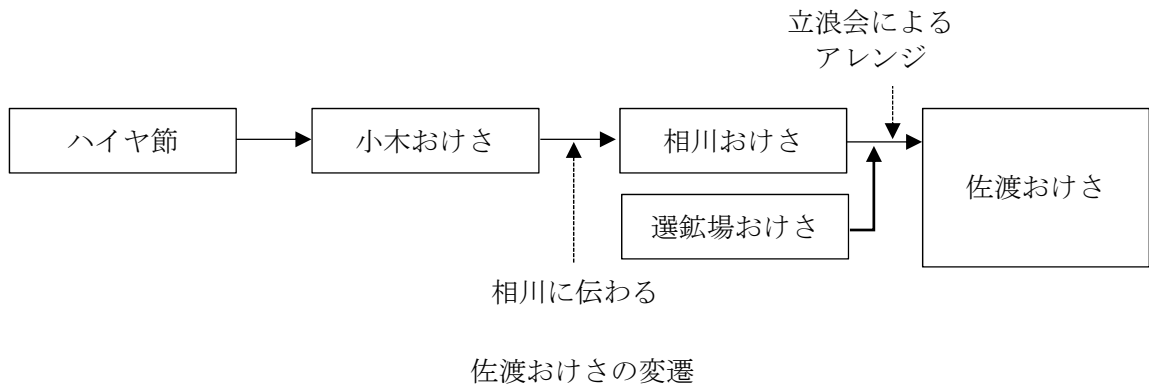 立浪会による
アレンジ
ハイヤ節
小木おけさ
相川おけさ
佐渡おけさ
選鉱場おけさ
相川に伝わる
佐渡おけさの変遷